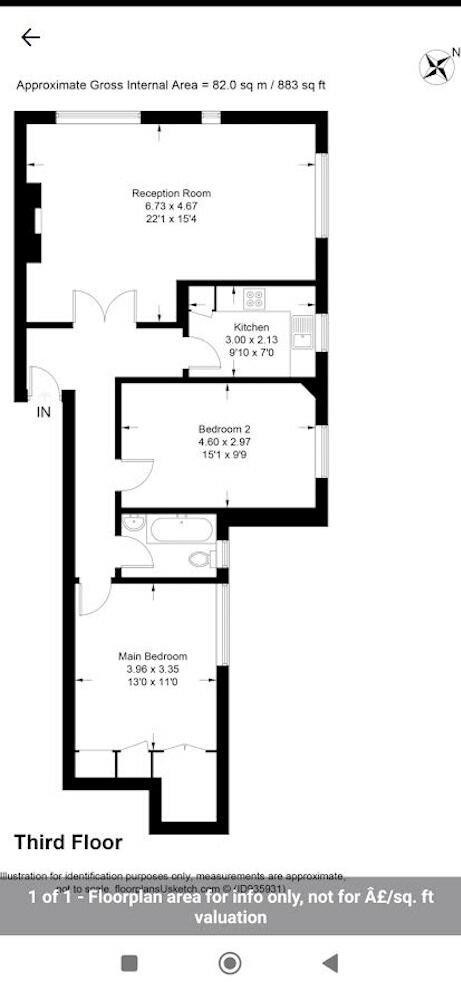 N
Approximate Gross Internal Area = 82.0 sq m / 883 sq ft
Reception Room
6.73 x 4.67
22'1 x 15'4
Kitchen
3.00 x 2.13
9'10 x 7'0
IN
Bedroom 2
4.60 x 2.97
15'1 x 9'9
Main Bedroom
3.96 x 3.35
13'0 x 11'0
Third Floor
Illustration for identification purposes only, measurements are approximate,
not to scale. floorplansUsketch.com © (ID935931)
1 of 1 - Floorplan area for info only, not for Â£/sq. ft
valuation